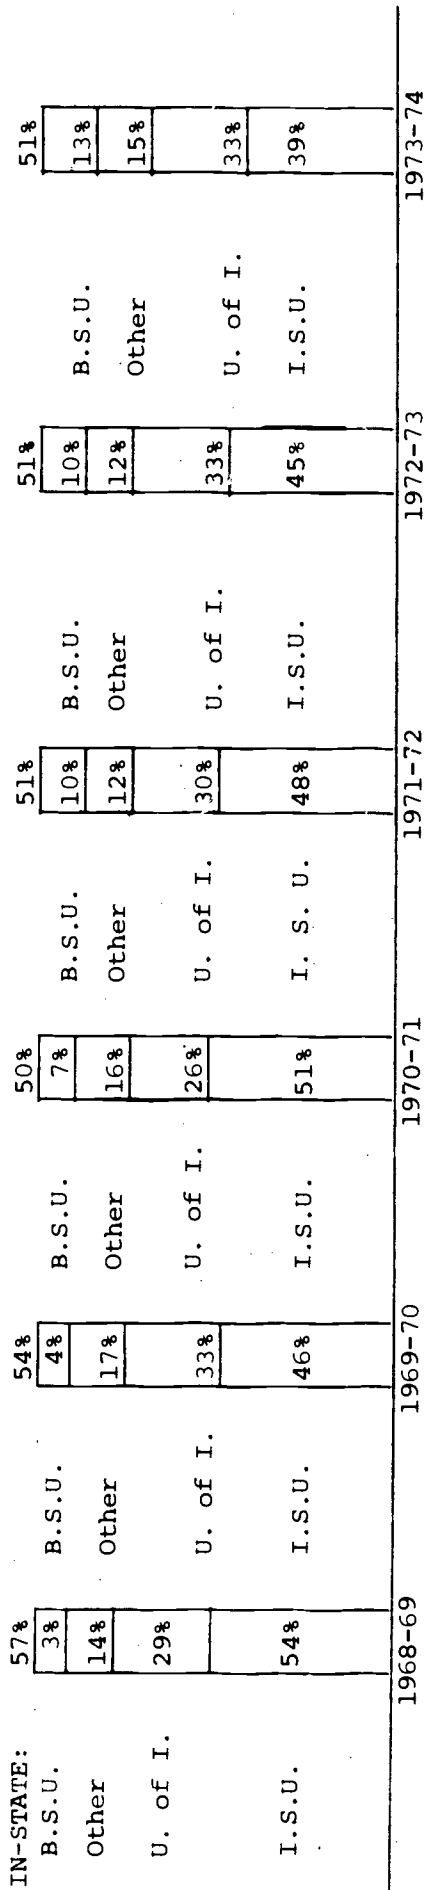 IN-STATE: 57% 54% 50% 51% 51% 51%
B.S.U. 3% B.S.U. 4% B.S.U. 7% B.S.U. 10% B.S.U. 10% B.S.U. 13%
Other 14% Other 17% Other 16% Other 12% Other 12% Other 15%
U. of I. 29% U. of I. 33% U. of I. 26% U. of I. 30% U. of I. 33% U. of I. 33%
I.S.U. 54% I.S.U. 46% I.S.U. 51% I. S. U. 48% I.S.U. 45% I.S.U. 39%
1968-69 1969-70 1970-71 1971-72 1972-73 1973-74